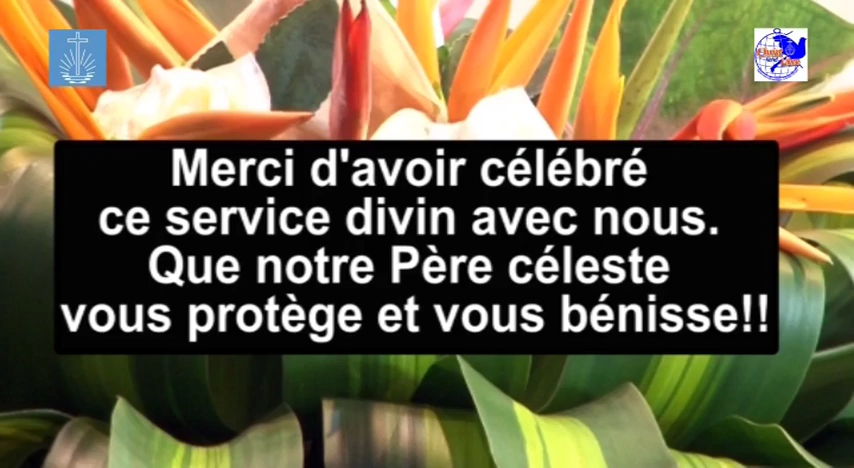 Merci d'avoir célébré
ce service divin avec nous.
Que notre Père céleste
vous protège et vous bénisse!!